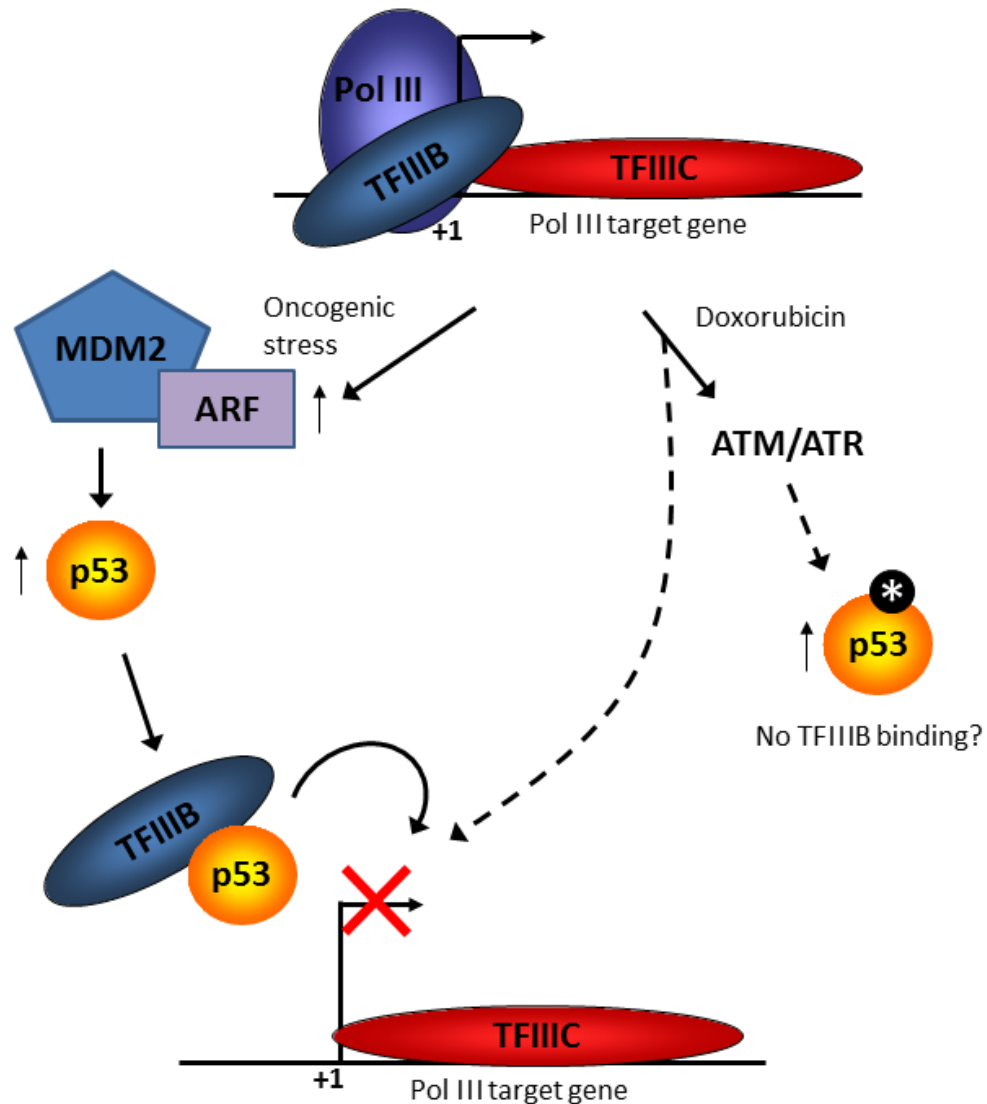 Pol III
TFIIIB
TFIIIC
+1
Pol III target gene
Oncogenic
stress
Doxorubicin
MDM2
ARF
ATM/ATR
p53
*
p53
No TFIIIB binding?
TFIIIB
p53
TFIIIC
+1
Pol III target gene